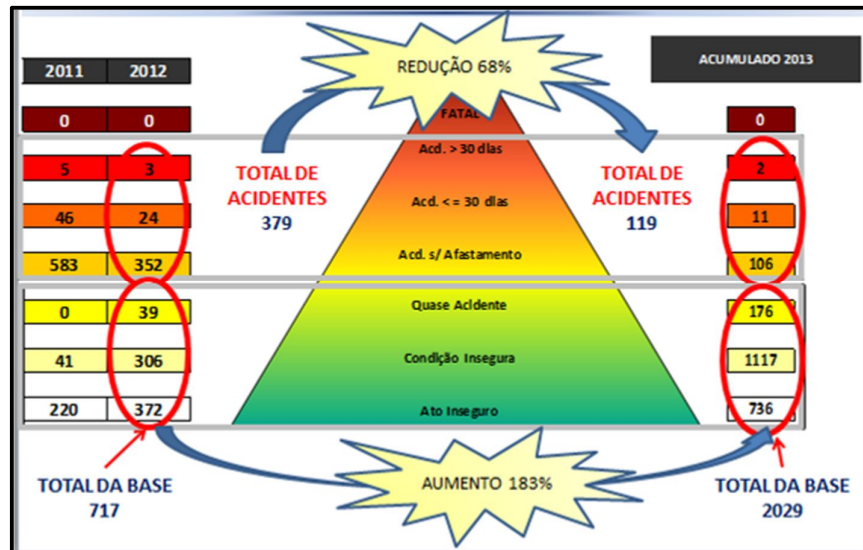 REDUÇÃO 68%
2011 2012
ACUMULADO 2013
0 0
FATAL
0
5 3
Acd. > 30 dias
2
TOTAL DE
ACIDENTES
379
TOTAL DE
ACIDENTES
119
46 24
Acd. < = 30 dias
11
583 352
Acd. s/ Afastamento
106
0 39
Quase Acidente
176
41 306
Condição Insegura
1117
220 372
Ato Inseguro
736
TOTAL DA BASE
717
AUMENTO 183%
TOTAL DA BASE
2029